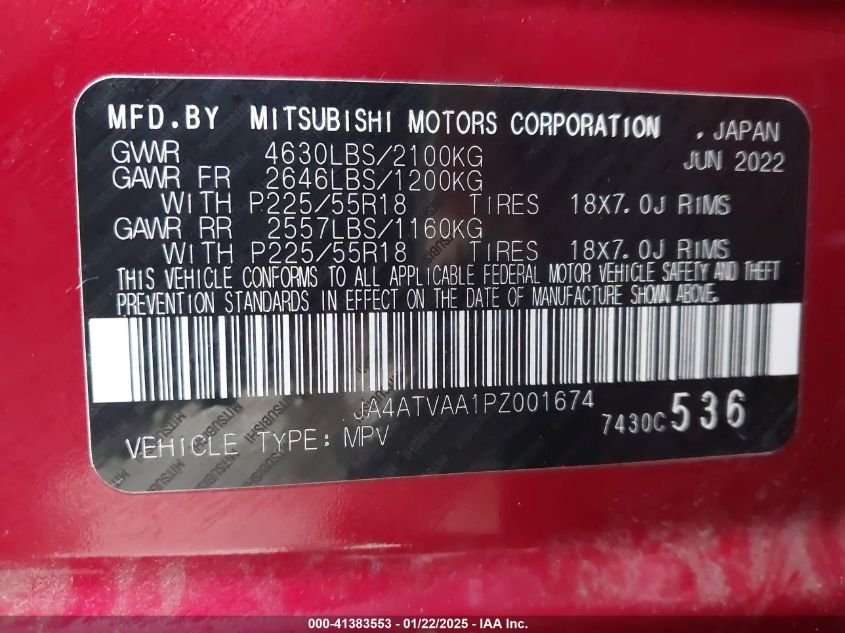 MFD.BY MITSUBISHI MOTORS CORPORATION , JAPAN
GVWR 4630LBS/2100KG JUN 2022
GAWR FR 2646LBS/1200KG
WITH P225/55R18 TIRES 18X7.0J RIMS
GAWR RR 2557LBS/1160KG
WITH P225/55R18 TIRES 18X7.0J RIMS
THIS VEHICLE CONFORMS TO ALL APPLICABLE FEDERAL MOTOR VEHICLE SAFETY AND THEFT
PREVENTION STANDARDS IN EFFECT ON THE DATE OF MANUFACTURE SHOWN ABOVE.
JA4ATVAA1PZ001674
7430C 536
VEHICLE TYPE: MPV
000-41383553 — 01/22/2025 - IAA Inc.